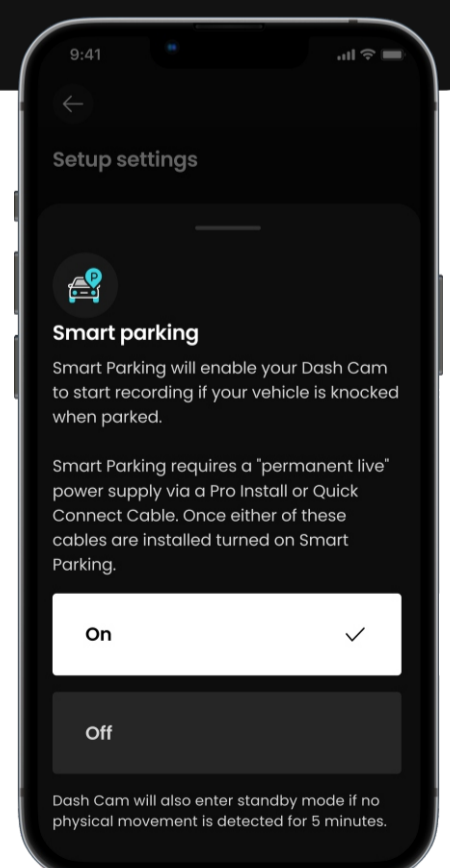 9:41
Setup settings
P
Smart parking
Smart Parking will enable your Dash Cam
to start recording if your vehicle is knocked
when parked.
Smart Parking requires a "permanent live"
power supply via a Pro Install or Quick
Connect Cable. Once either of these
cables are installed turned on Smart
Parking.
On
Off
Dash Cam will also enter standby mode if no
physical movement is detected for 5 minutes.